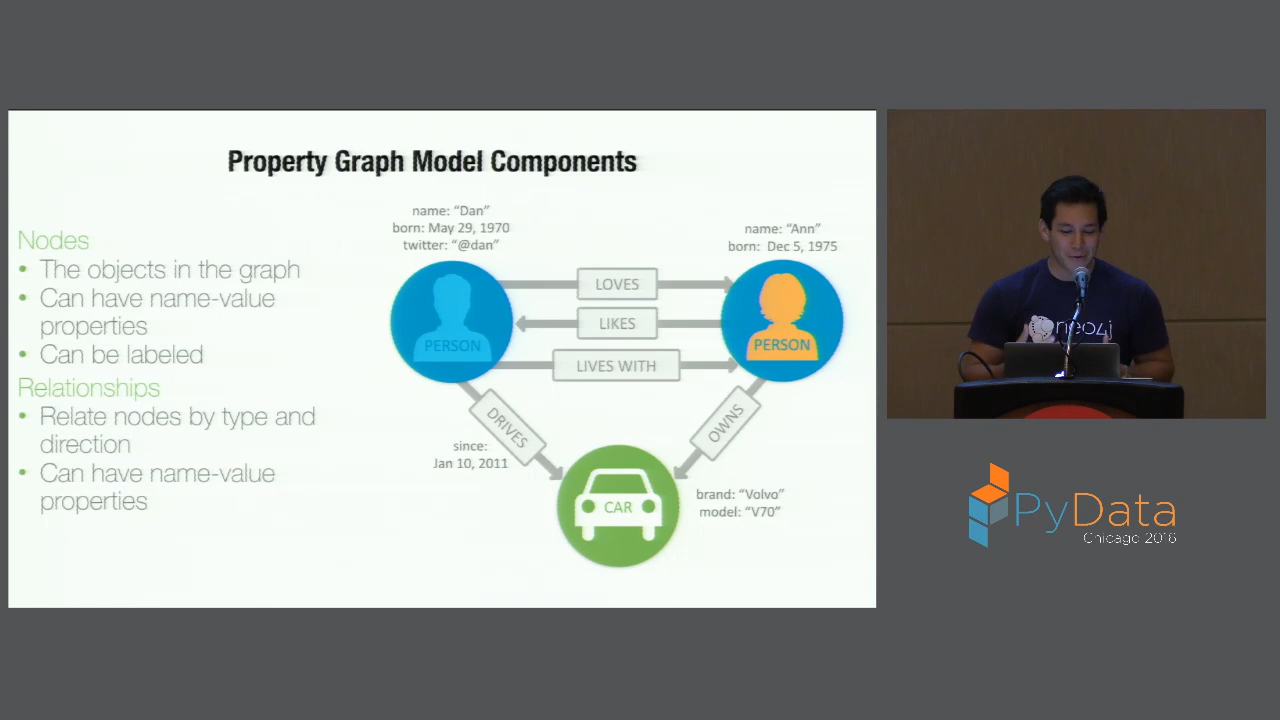 Property Graph Model Components
Nodes
• The objects in the graph
• Can have name-value
properties
• Can be labeled
Relationships
• Relate nodes by type and
direction
• Can have name-value
properties
name: “Dan”
born: May 29, 1970
twitter: “@dan”
name: “Ann”
born: Dec 5, 1975
LOVES
LIKES
LIVES WITH
PERSON
PERSON
DRIVES
OWNS
since:
Jan 10, 2011
CAR
brand: “Volvo”
model: “V70”
neo4j
PyData
Chicago 2016